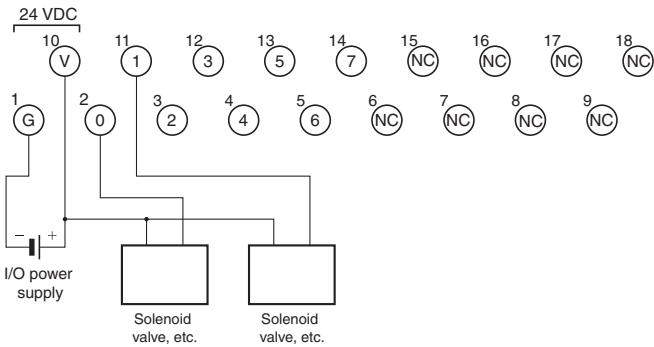 24 VDC
10 11 12 13 14 15 16 17 18
V 1 3 5 7 NC NC NC NC
1 2 3 4 5 6 7 8 9
G 0 2 4 6 NC NC NC NC
− +
I/O power
supply
Solenoid
valve, etc.
Solenoid
valve, etc.